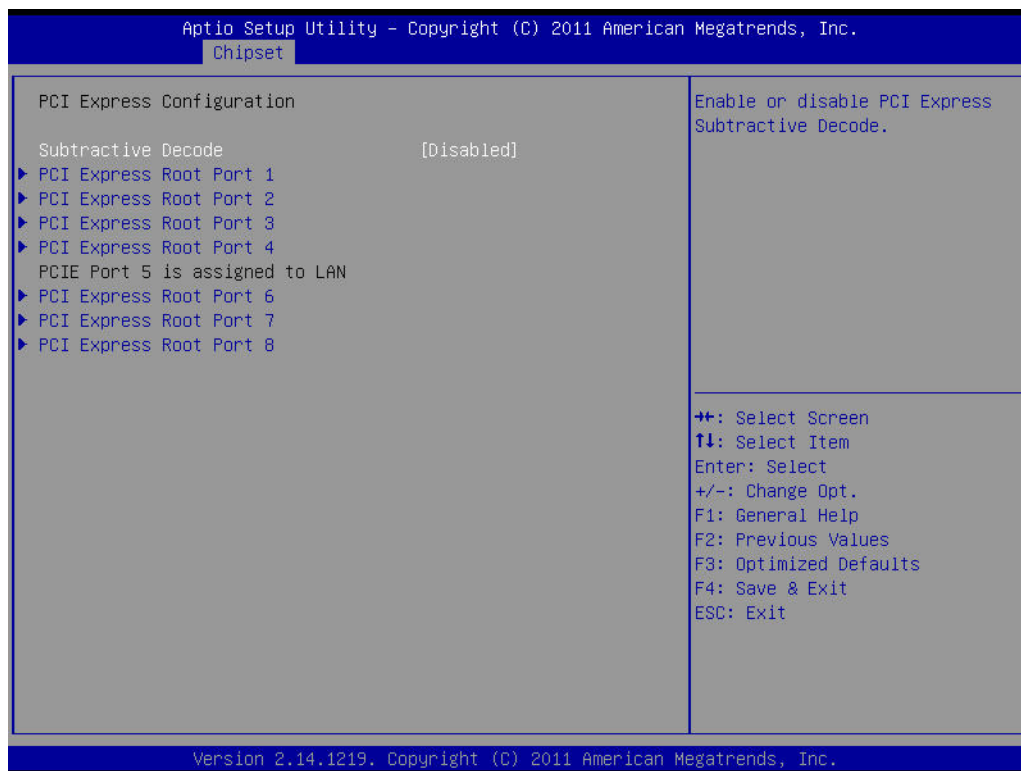 Aptio Setup Utility – Copyright (C) 2011 American Megatrends, Inc.
Chipset
PCI Express Configuration
Subtractive Decode [Disabled]
PCI Express Root Port 1
PCI Express Root Port 2
PCI Express Root Port 3
PCI Express Root Port 4
PCIE Port 5 is assigned to LAN
PCI Express Root Port 6
PCI Express Root Port 7
PCI Express Root Port 8
Enable or disable PCI Express
Subtractive Decode.
→←: Select Screen
↑↓: Select Item
Enter: Select
+/-: Change Opt.
F1: General Help
F2: Previous Values
F3: Optimized Defaults
F4: Save & Exit
ESC: Exit
Version 2.14.1219. Copyright (C) 2011 American Megatrends, Inc.